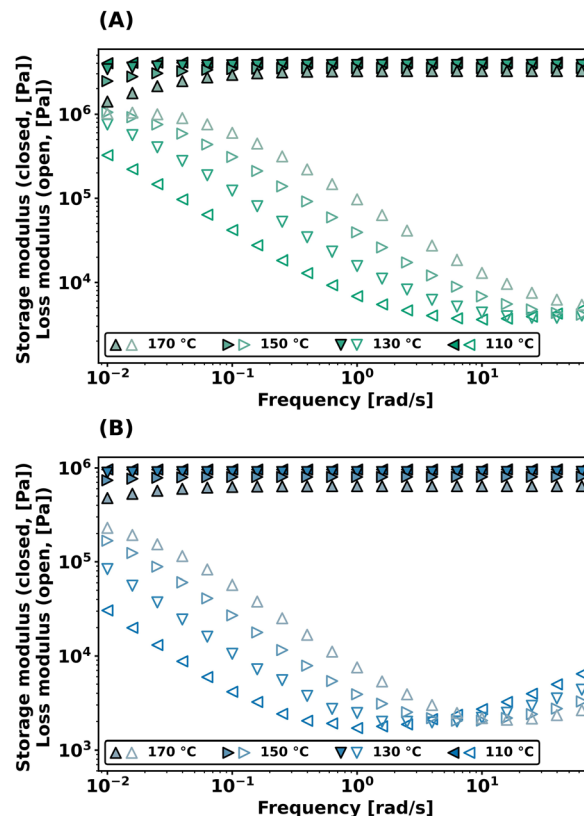 (A)
Storage modulus (closed, [Pa])
Loss modulus (open, [Pa])
10⁶
10⁵
10⁴
170 °C 150 °C 130 °C 110 °C
10⁻² 10⁻¹ 10⁰ 10¹
Frequency [rad/s]
(B)
Storage modulus (closed, [Pa])
Loss modulus (open, [Pa])
10⁶
10⁵
10⁴
10³
170 °C 150 °C 130 °C 110 °C
10⁻² 10⁻¹ 10⁰ 10¹
Frequency [rad/s]